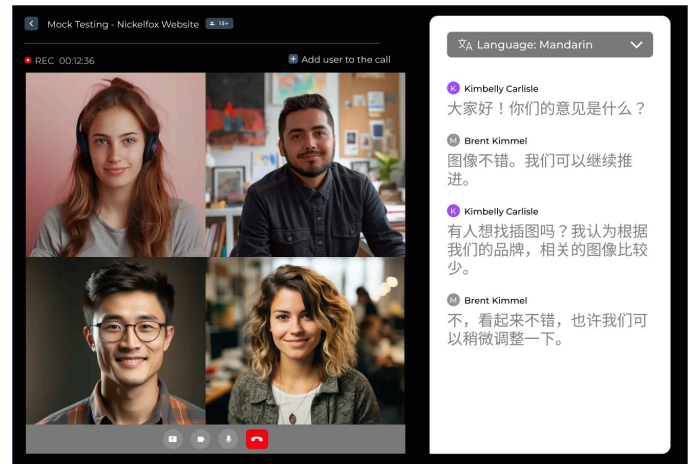 Mock Testing - Nickelfox Website
15+
REC 00:12:36
Add user to the call
Language: Mandarin
K Kimbelly Carlisle
大家好！你们的意见是什么？
M Brent Kimmel
图像不错。我们可以继续推
进。
K Kimbelly Carlisle
有人想找插图吗？我认为根据
我们的品牌，相关的图像比较
少。
M Brent Kimmel
不，看起来不错，也许我们可
以稍微调整一下。